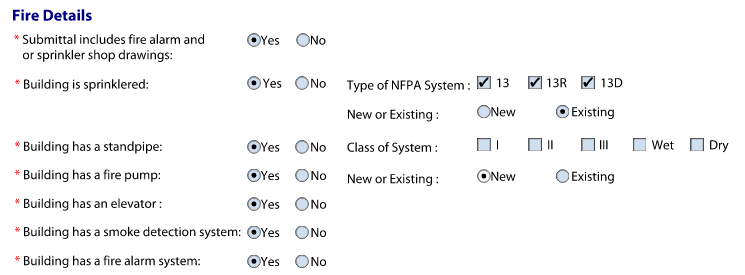 Fire Details
* Submittal includes fire alarm and Yes No
or sprinkler shop drawings:
* Building is sprinklered: Yes No Type of NFPA System : 13 13R 13D
New or Existing : New Existing
* Building has a standpipe: Yes No Class of System : I II III Wet Dry
* Building has a fire pump: Yes No New or Existing : New Existing
* Building has an elevator : Yes No
* Building has a smoke detection system: Yes No
* Building has a fire alarm system: Yes No